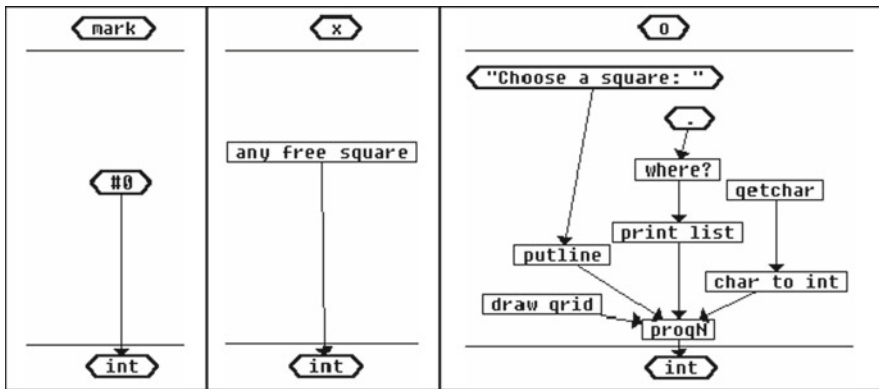 mark
#0
int
x
any free square
int
o
"Choose a square: "
.
where?
getchar
print list
putline
char to int
draw grid
progN
int